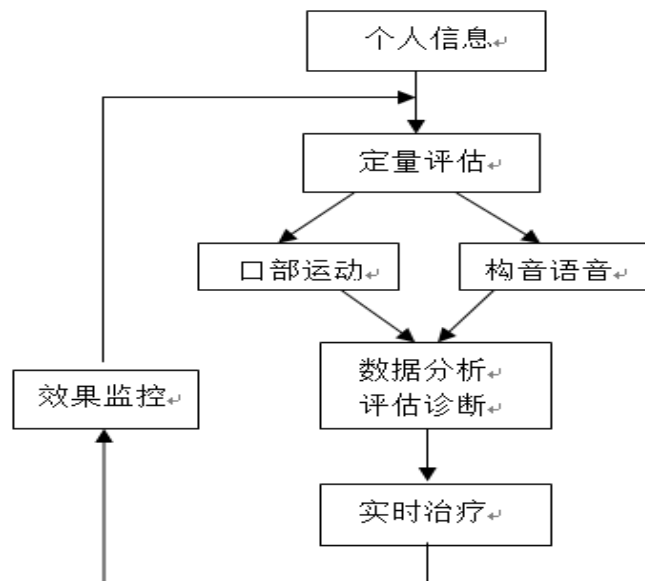 个人信息
定量评估
口部运动
构音语音
数据分析
评估诊断
效果监控
实时治疗